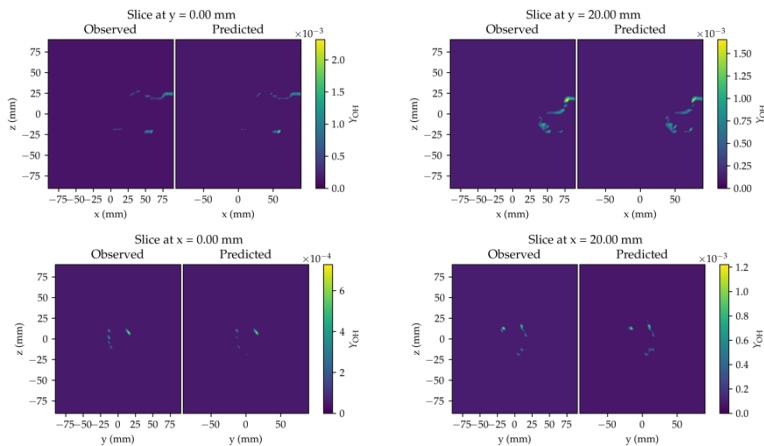 Slice at y = 0.00 mm
Observed Predicted
×10⁻³
z (mm)
75
50
25
0
−25
−50
−75
−75 −50 −25 0 25 50 75
x (mm)
−50 0 50
x (mm)
2.0
1.5
1.0
0.5
0.0
Y_OH
Slice at y = 20.00 mm
Observed Predicted
×10⁻³
z (mm)
75
50
25
0
−25
−50
−75
−75 −50 −25 0 25 50 75
x (mm)
−50 0 50
x (mm)
1.50
1.25
1.00
0.75
0.50
0.25
0.00
Y_OH
Slice at x = 0.00 mm
Observed Predicted
×10⁻⁴
z (mm)
75
50
25
0
−25
−50
−75
−75 −50 −25 0 25 50 75
y (mm)
−50 0 50
y (mm)
6
4
2
0
Y_OH
Slice at x = 20.00 mm
Observed Predicted
×10⁻³
z (mm)
75
50
25
0
−25
−50
−75
−75 −50 −25 0 25 50 75
y (mm)
−50 0 50
y (mm)
1.2
1.0
0.8
0.6
0.4
0.2
0.0
Y_OH